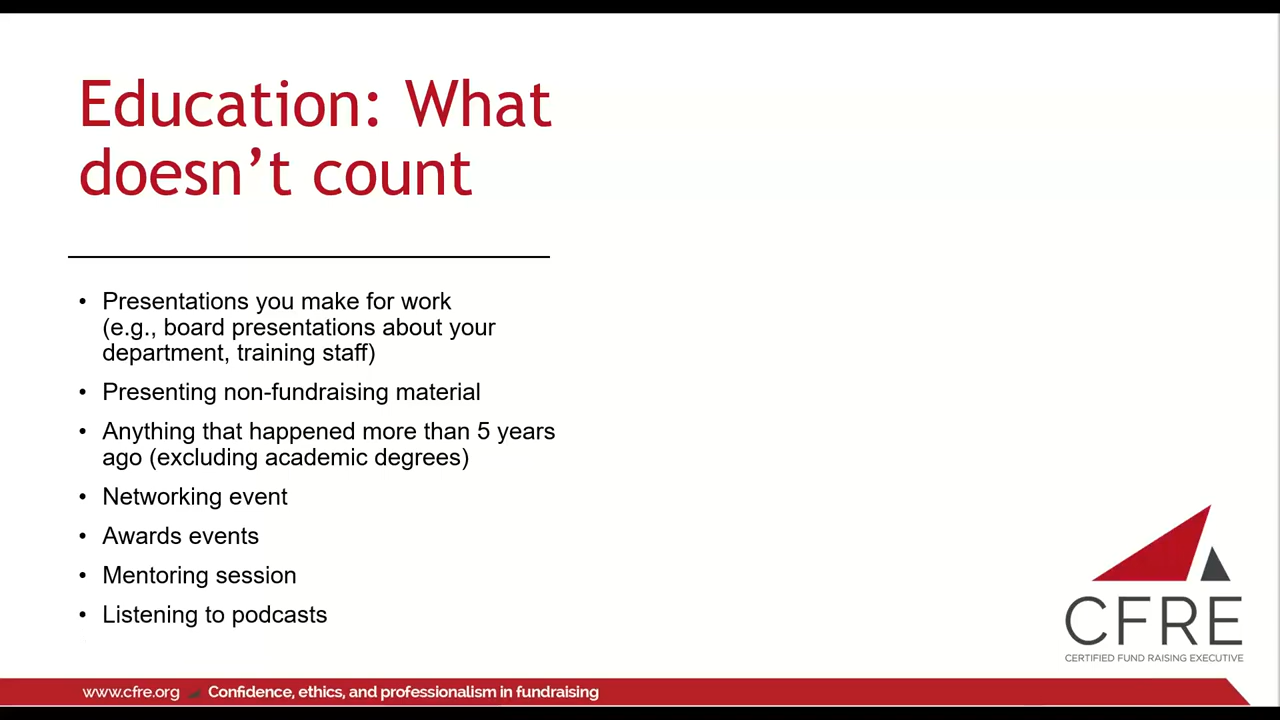 Education: What
doesn’t count
• Presentations you make for work
(e.g., board presentations about your
department, training staff)
• Presenting non-fundraising material
• Anything that happened more than 5 years
ago (excluding academic degrees)
• Networking event
• Awards events
• Mentoring session
• Listening to podcasts
CFRE
CERTIFIED FUND RAISING EXECUTIVE
www.cfre.org Confidence, ethics, and professionalism in fundraising